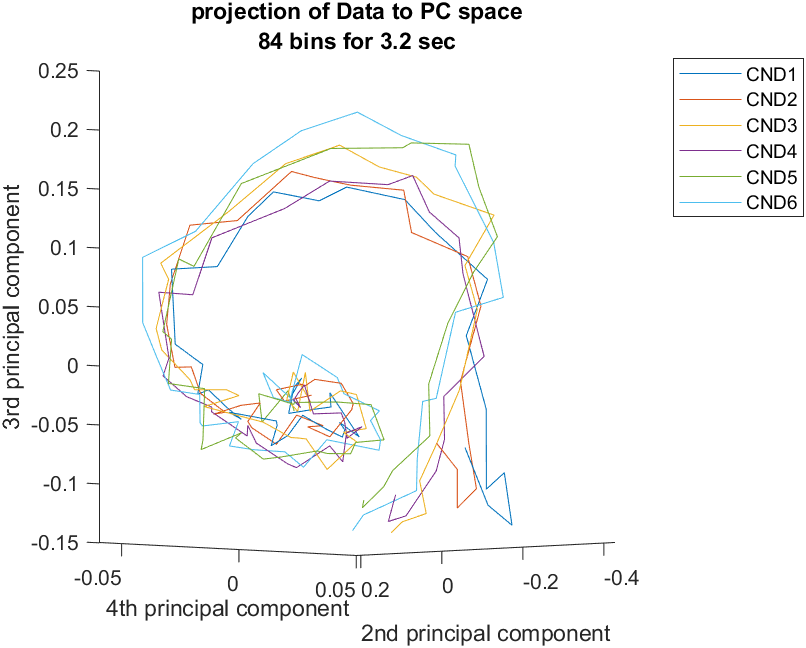 projection of Data to PC space
84 bins for 3.2 sec
0.25
0.2
0.15
0.1
0.05
0
-0.05
-0.1
-0.15
3rd principal component
-0.05
0
0.05
4th principal component
0.2
0
-0.2
-0.4
2nd principal component
CND1
CND2
CND3
CND4
CND5
CND6